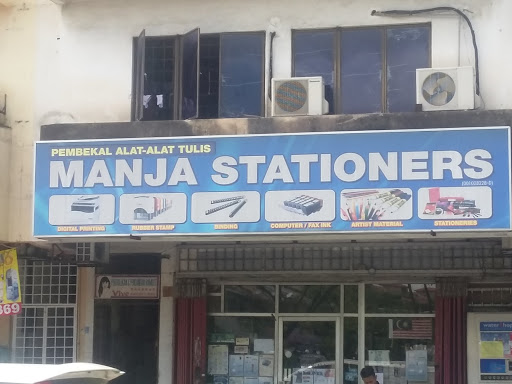 PEMBEKAL ALAT-ALAT TULIS
MANJA STATIONERS
DIGITAL PRINTING
RUBBER STAMP
BINDING
COMPUTER / FAX INK
ARTIST MATERIAL
STATIONERIES